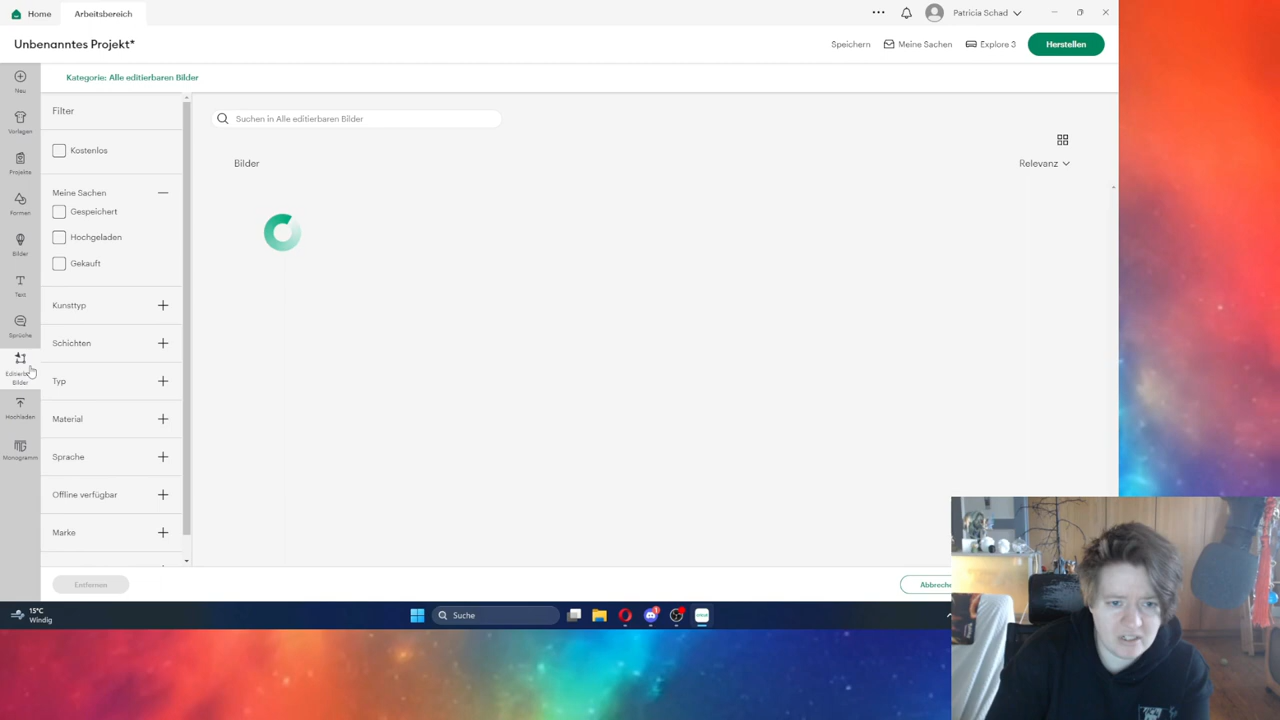 Home
Arbeitsbereich
Patricia Schad
Unbenanntes Projekt*
Speichern
Meine Sachen
Explore 3
Herstellen
Neu
Vorlagen
Projekte
Formen
Bilder
Text
Sprüche
Bilder
Hochladen
Monogramm
Kategorie: Alle editierbaren Bilder
Filter
Kostenlos
Meine Sachen
Gespeichert
Hochgeladen
Gekauft
Kunsttyp
Schichten
Typ
Material
Sprache
Offline verfügbar
Marke
Entfernen
Suchen in Alle editierbaren Bilder
Bilder
Relevanz
15°C
Windig
Suche